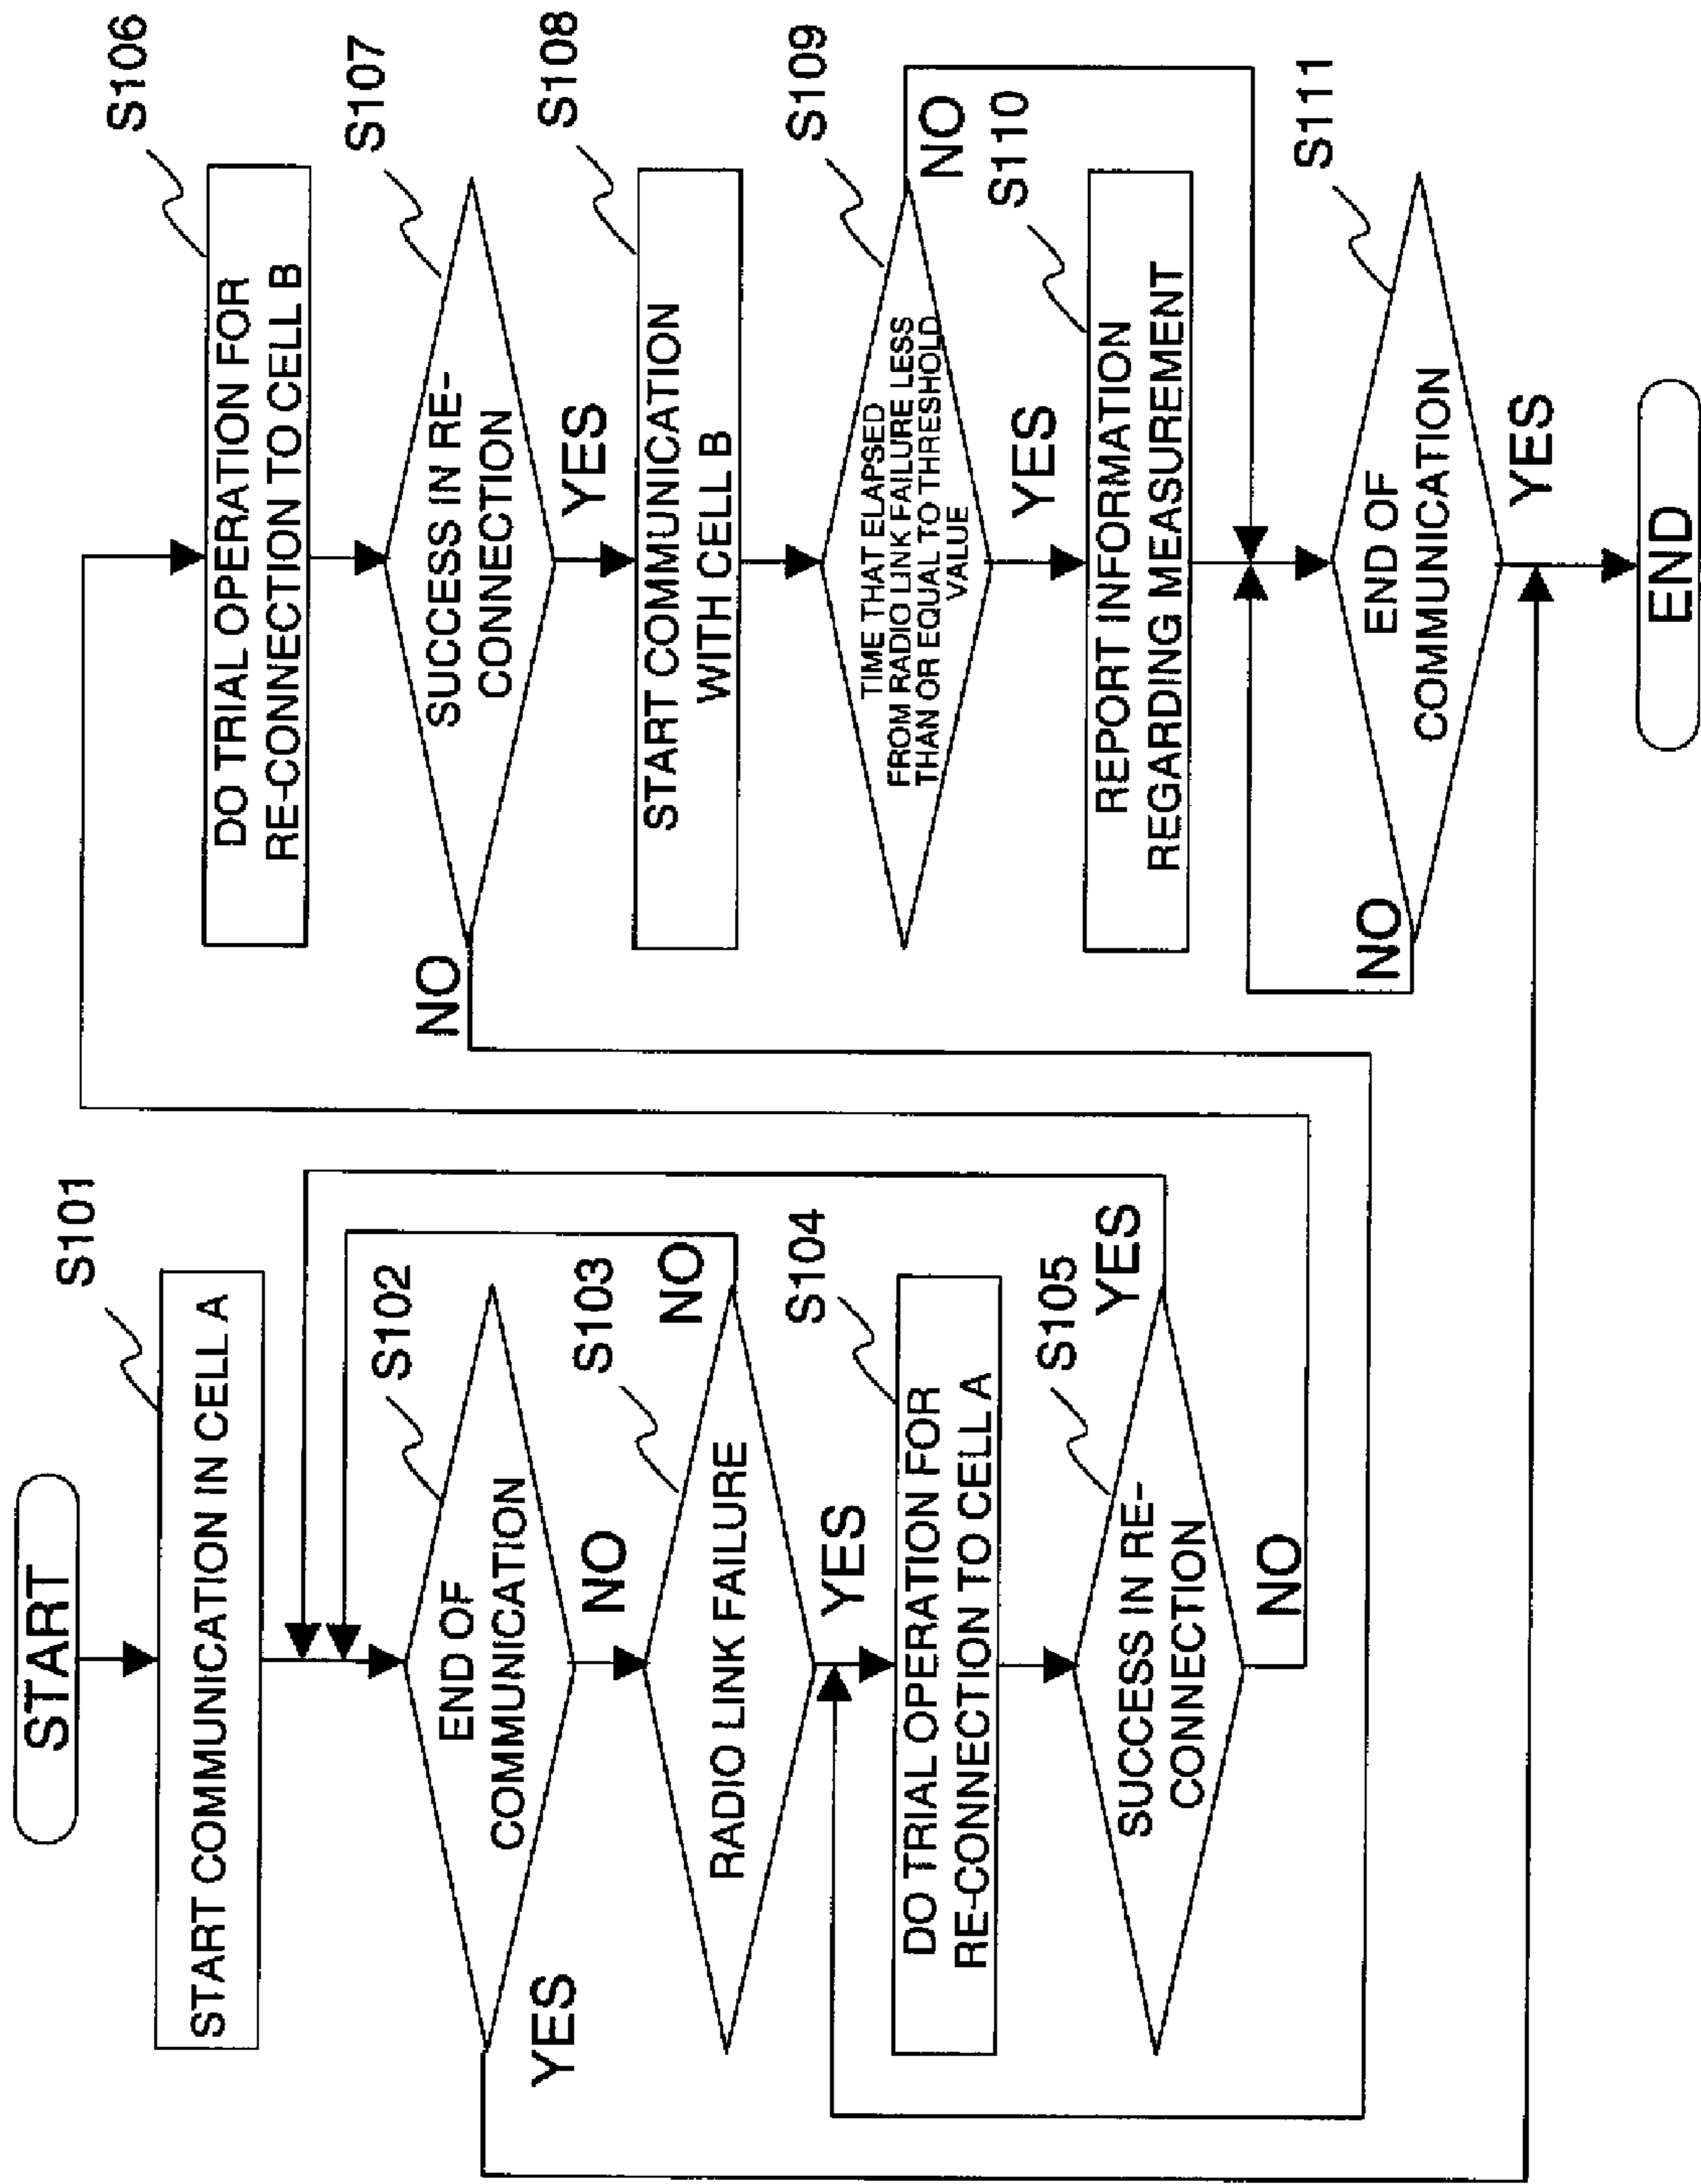 START
S101
START COMMUNICATION IN CELL A
S102
END OF
COMMUNICATION
YES
NO
S103
RADIO LINK FAILURE
NO
YES
S104
DO TRIAL OPERATION FOR
RE-CONNECTION TO CELL A
S105
SUCCESS IN RE-
CONNECTION
YES
NO
S106
DO TRIAL OPERATION FOR
RE-CONNECTION TO CELL B
S107
SUCCESS IN RE-
CONNECTION
NO
YES
S108
START COMMUNICATION
WITH CELL B
S109
TIME THAT ELAPSED
FROM RADIO LINK FAILURE LESS
THAN OR EQUAL TO THRESHOLD
VALUE
NO
YES
S110
REPORT INFORMATION
REGARDING MEASUREMENT
S111
END OF
COMMUNICATION
NO
YES
END